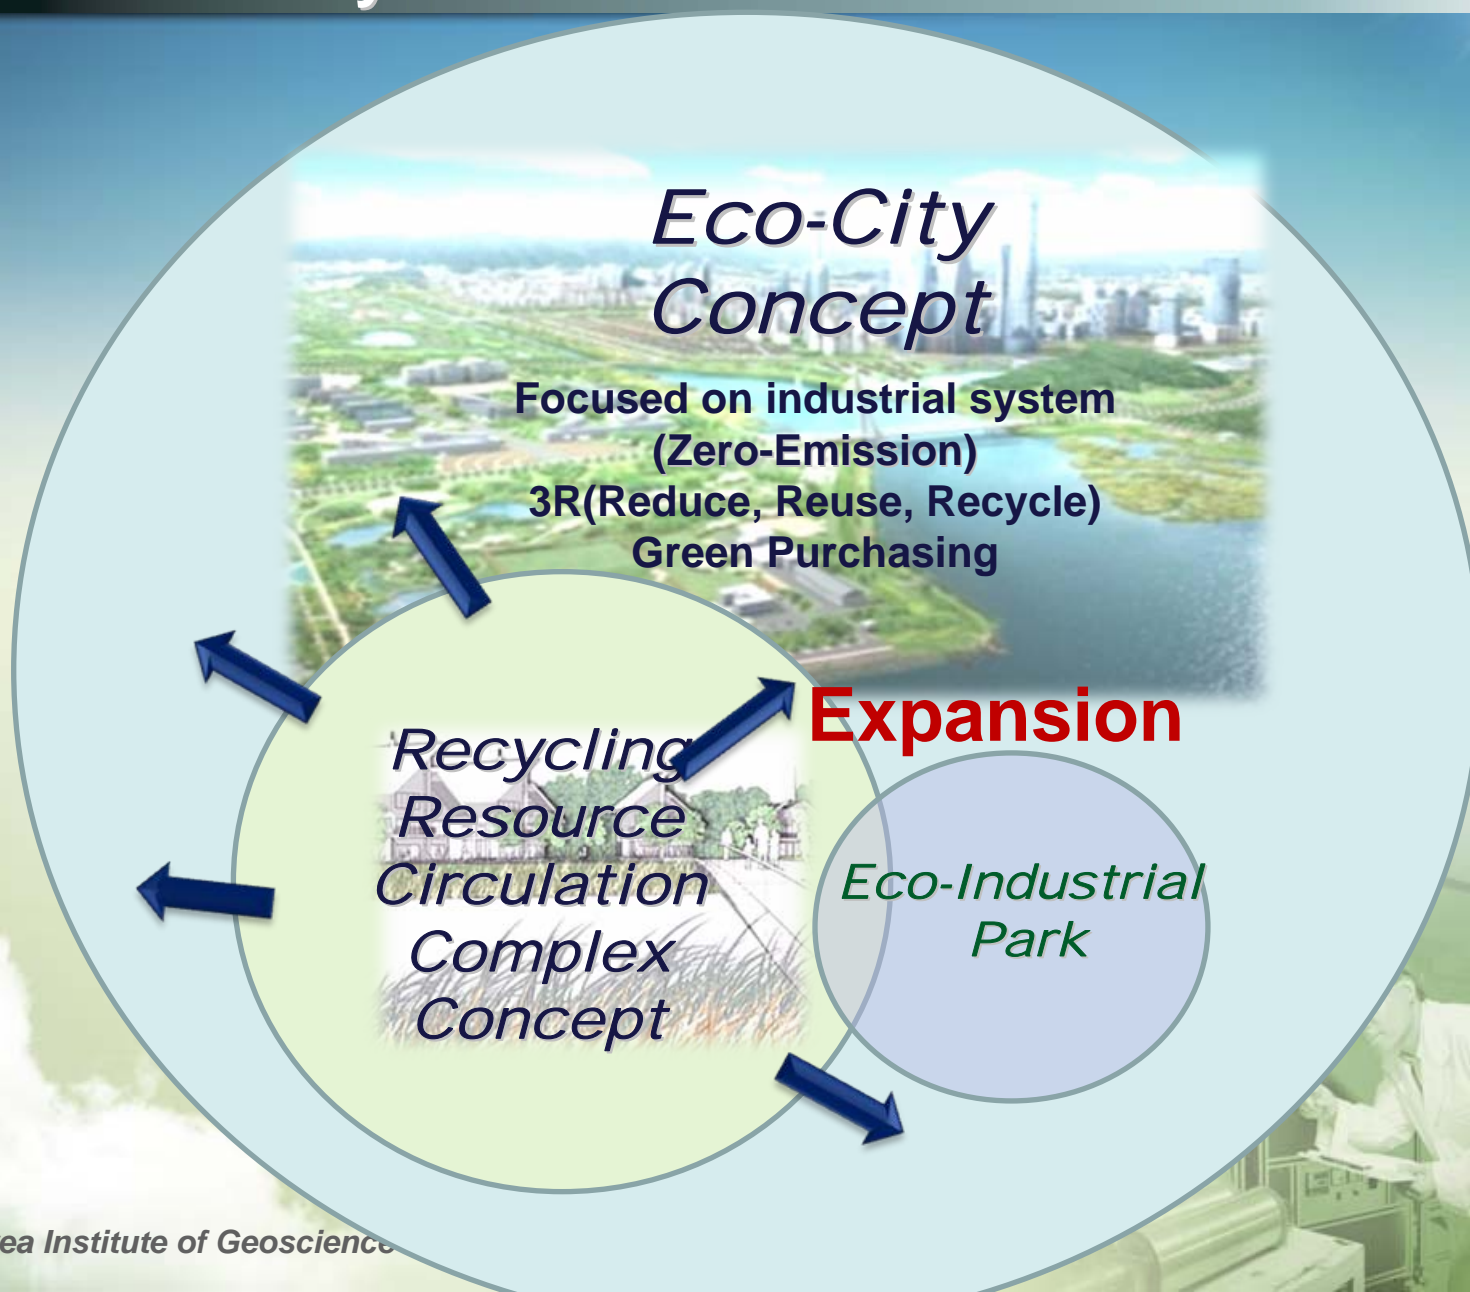 Eco-City
Concept
Focused on industrial system
(Zero-Emission)
3R(Reduce, Reuse, Recycle)
Green Purchasing
Expansion
Recycling
Resource
Circulation
Complex
Concept
Eco-Industrial
Park
Institute of Geoscience